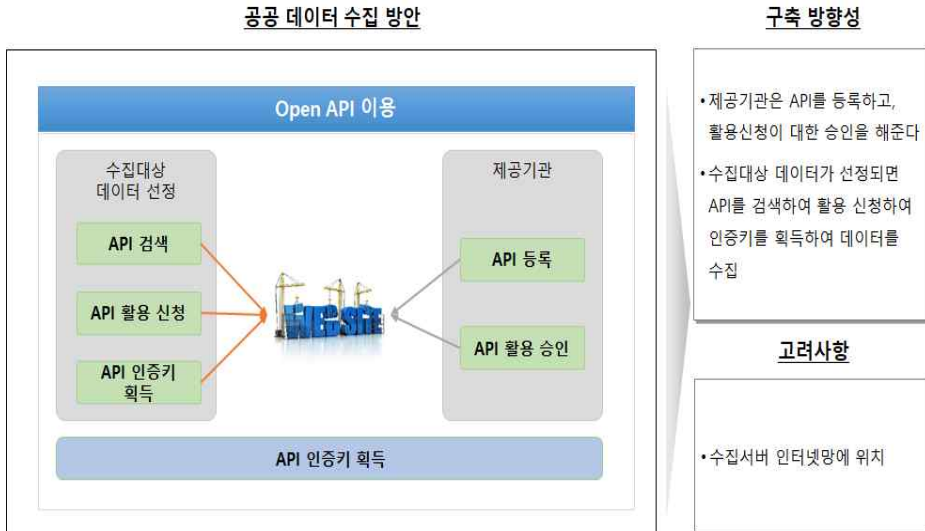 공공 데이터 수집 방안
Open API 이용
수집대상
데이터 선정
API 검색
API 활용 신청
API 인증키
획득
WEB SITE
제공기관
API 등록
API 활용 승인
API 인증키 획득
구축 방향성
• 제공기관은 API를 등록하고,
활용신청이 대한 승인을 해준다
• 수집대상 데이터가 선정되면
API를 검색하여 활용 신청하여
인증키를 획득하여 데이터를
수집
고려사항
• 수집서버 인터넷망에 위치